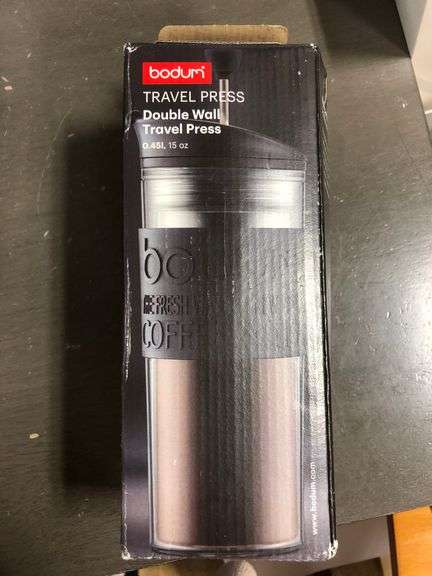 bodum®
TRAVEL PRESS
Double Wall
Travel Press
0.45l, 15 oz
COFFEE
www.bodum.com